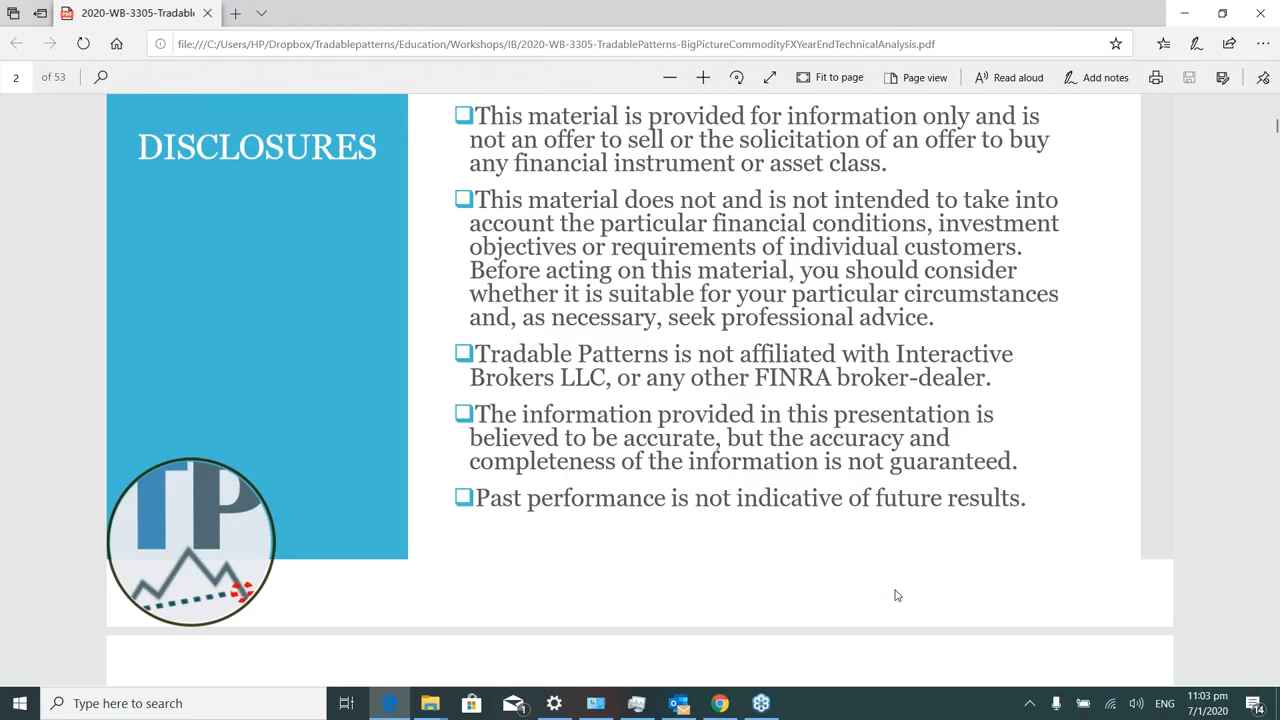 2020-WB-3305-Tradable
file:///C:/Users/HP/Dropbox/Tradablepatterns/Education/Workshops/IB/2020-WB-3305-TradablePatterns-BigPictureCommodityFXYearEndTechnicalAnalysis.pdf
2 of 53
Fit to page
Page view
Read aloud
Add notes
DISCLOSURES
This material is provided for information only and is
not an offer to sell or the solicitation of an offer to buy
any financial instrument or asset class.
This material does not and is not intended to take into
account the particular financial conditions, investment
objectives or requirements of individual customers.
Before acting on this material, you should consider
whether it is suitable for your particular circumstances
and, as necessary, seek professional advice.
Tradable Patterns is not affiliated with Interactive
Brokers LLC, or any other FINRA broker-dealer.
The information provided in this presentation is
believed to be accurate, but the accuracy and
completeness of the information is not guaranteed.
Past performance is not indicative of future results.
TP
Type here to search
ENG
11:03 pm
7/1/2020
14